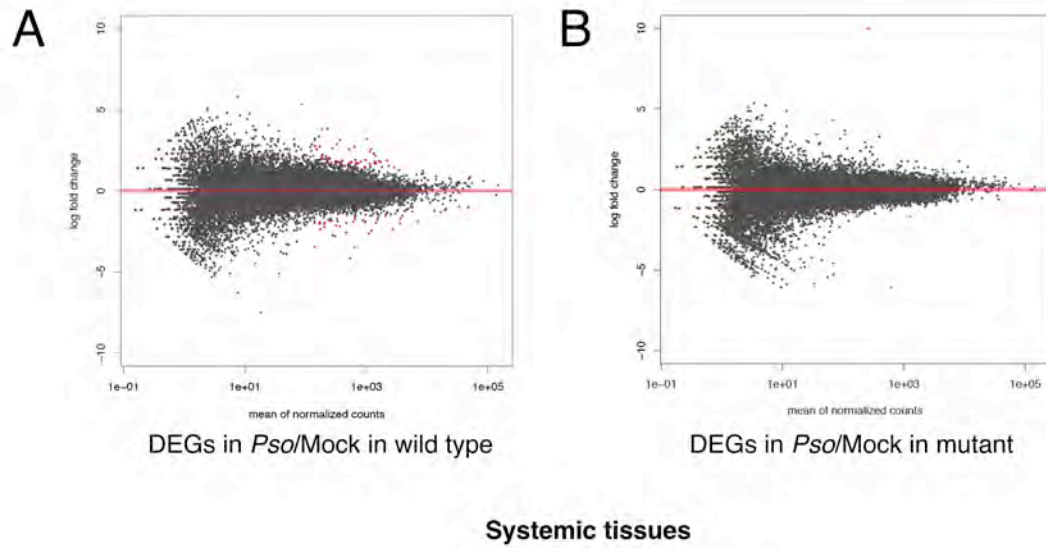 A
10
5
0
−5
−10
log fold change
1e−01
1e+01
1e+03
1e+05
mean of normalized counts
DEGs in Pso/Mock in wild type
B
10
5
0
−5
−10
log fold change
1e−01
1e+01
1e+03
1e+05
mean of normalized counts
DEGs in Pso/Mock in mutant
Systemic tissues